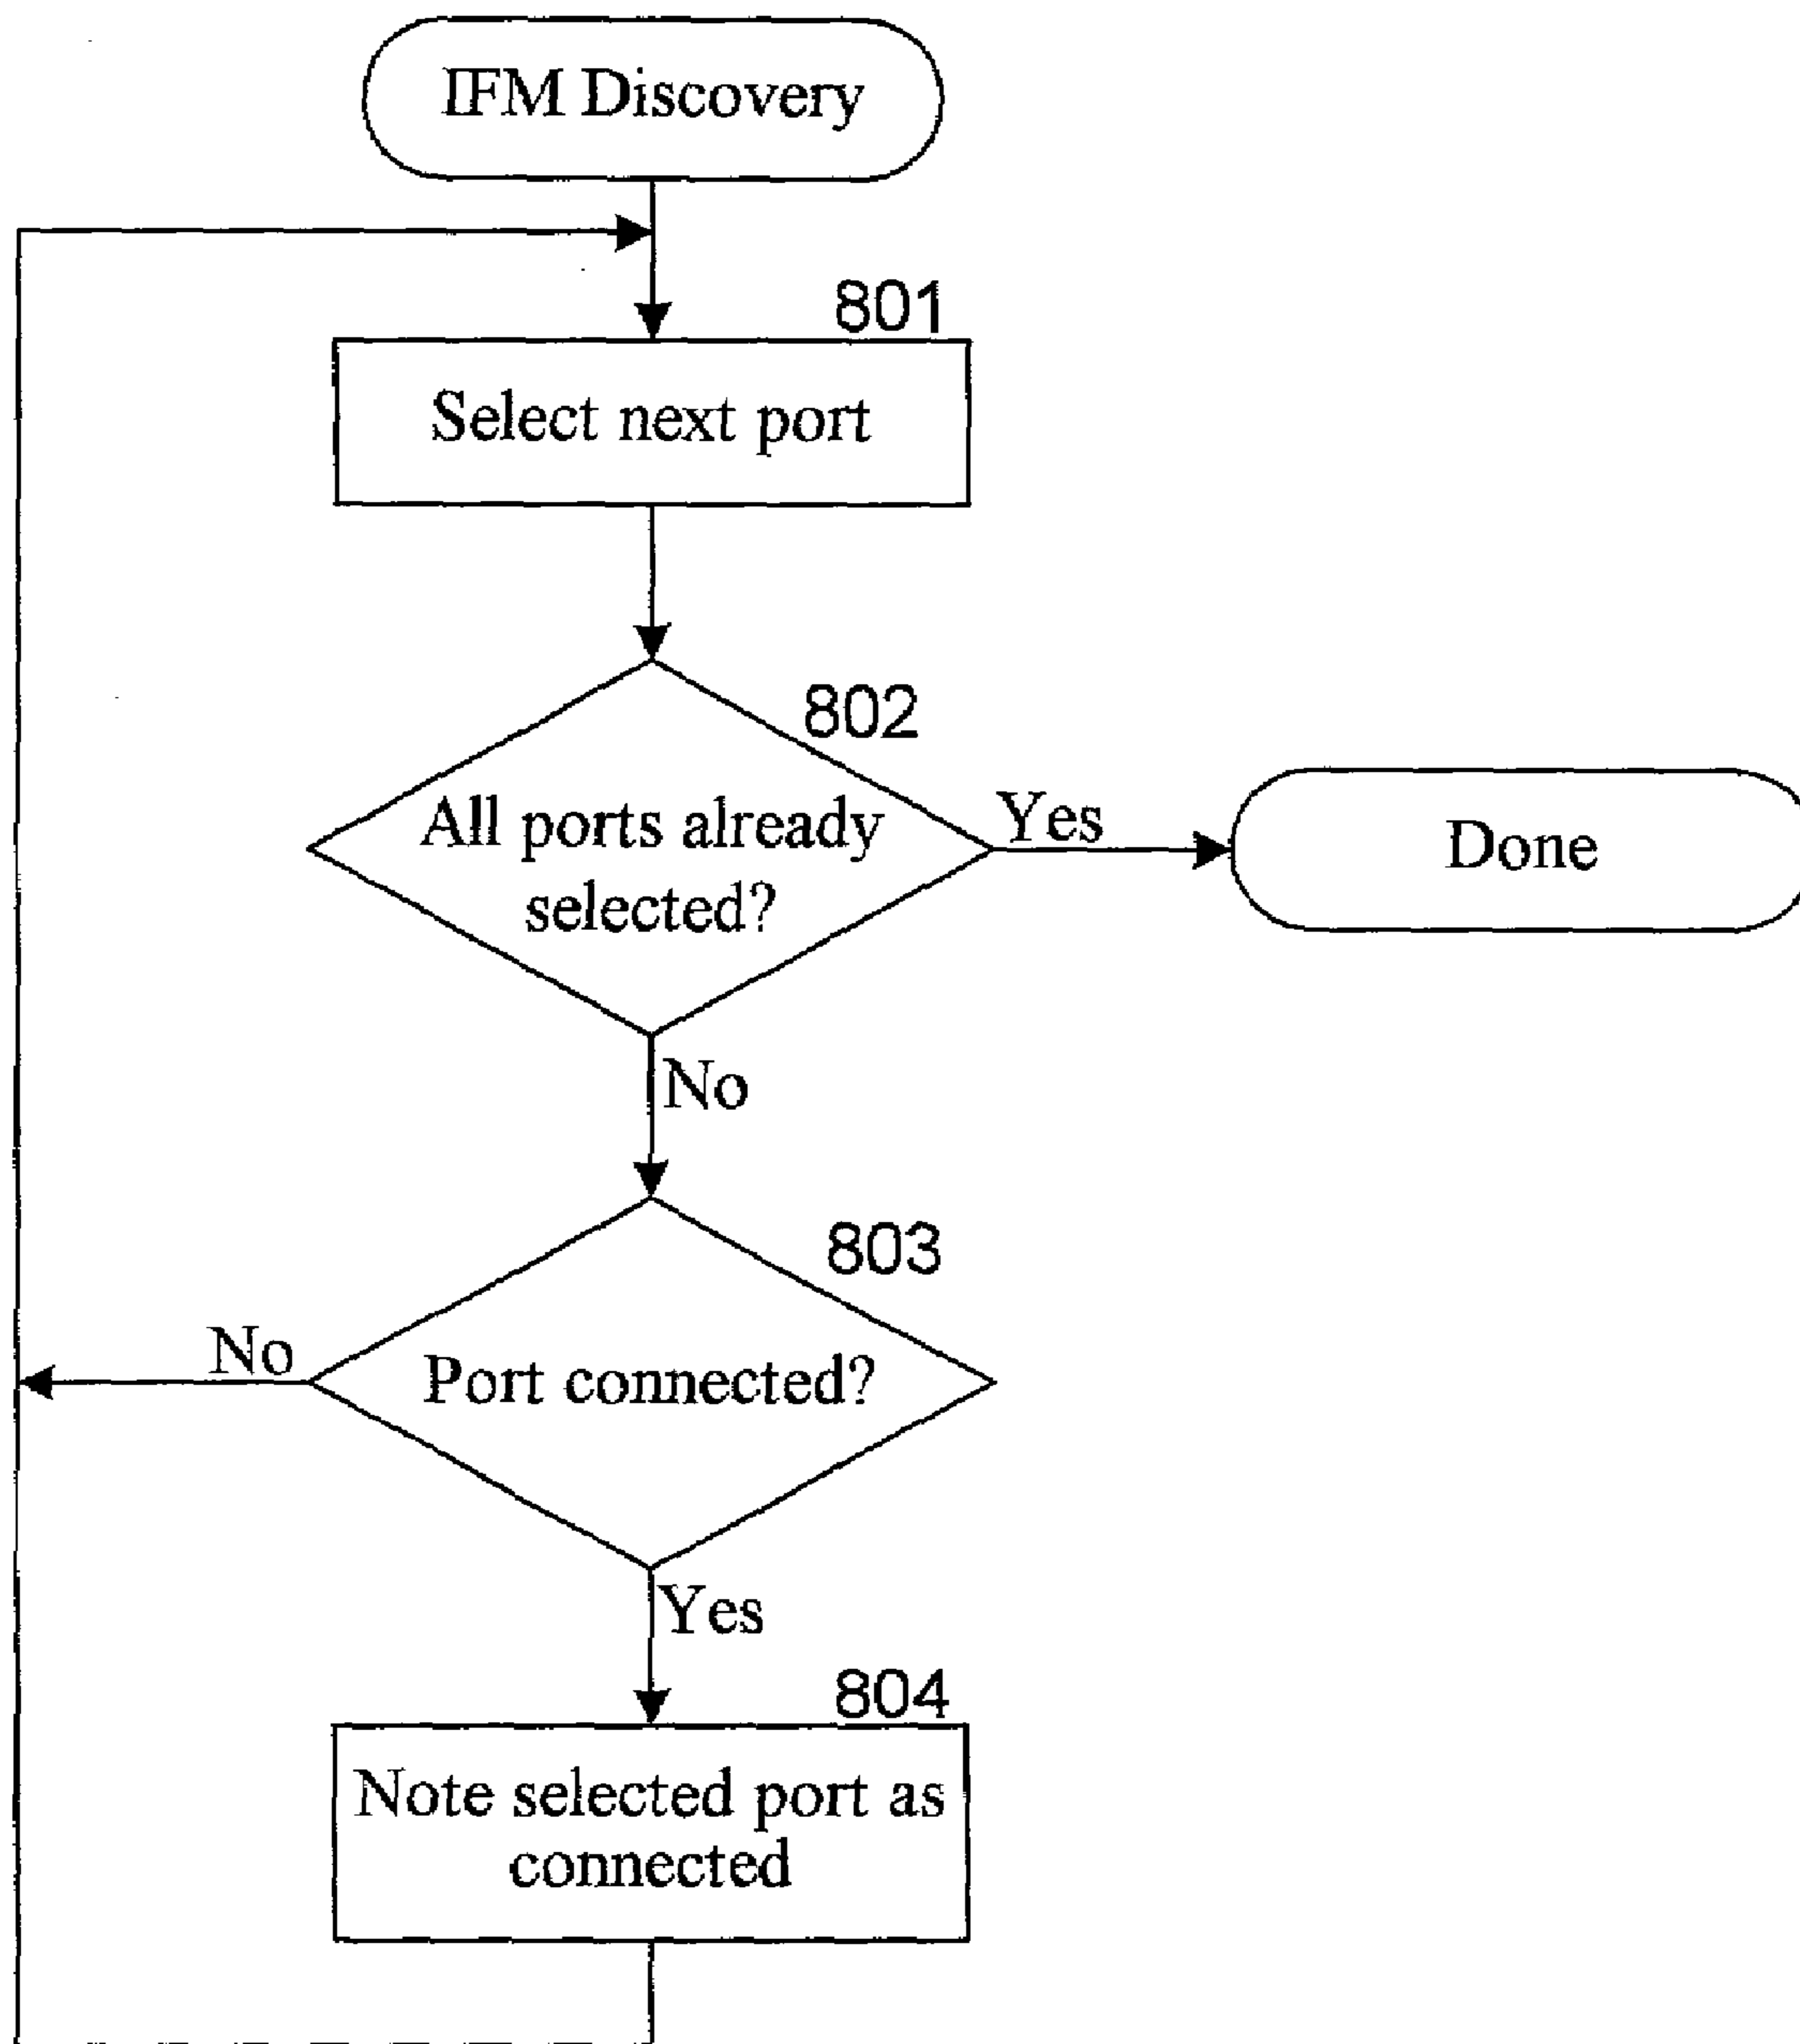 IFM Discovery
801
Select next port
802
All ports already
selected?
Yes
Done
No
803
Port connected?
No
Yes
804
Note selected port as
connected